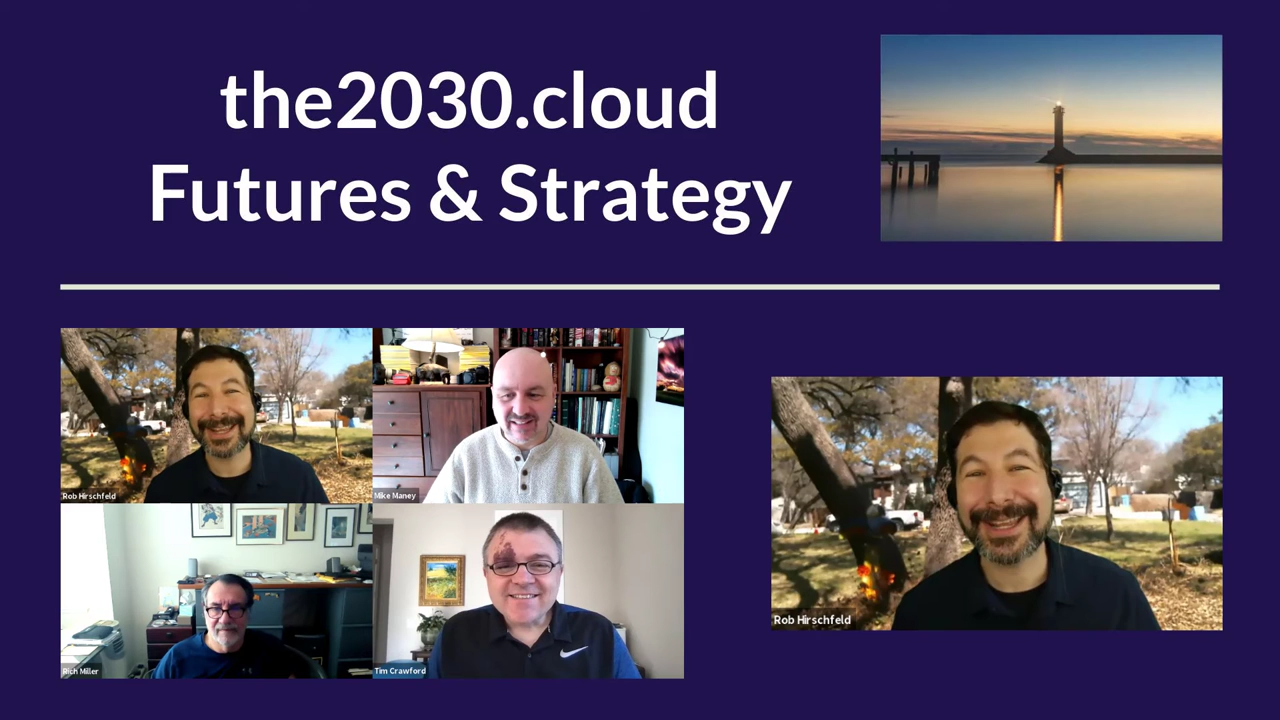 the2030.cloud
Futures & Strategy
Rob Hirschfeld
Mike Maney
Rich Miller
Tim Crawford
Rob Hirschfeld